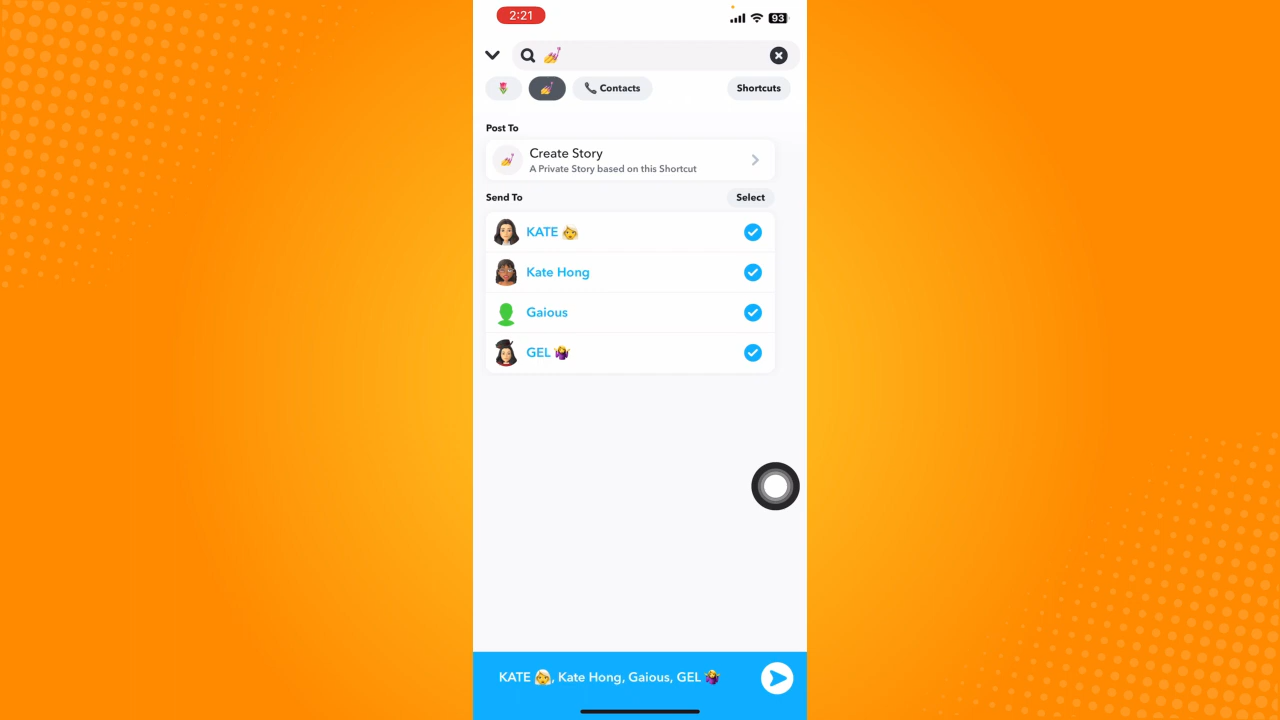 2:21
93
💅
🌷 💅 📞 Contacts Shortcuts
Post To
Create Story
A Private Story based on this Shortcut
Send To Select
KATE 👵
Kate Hong
Gaious
GEL 🤷‍♀️
KATE 👵, Kate Hong, Gaious, GEL 🤷‍♀️